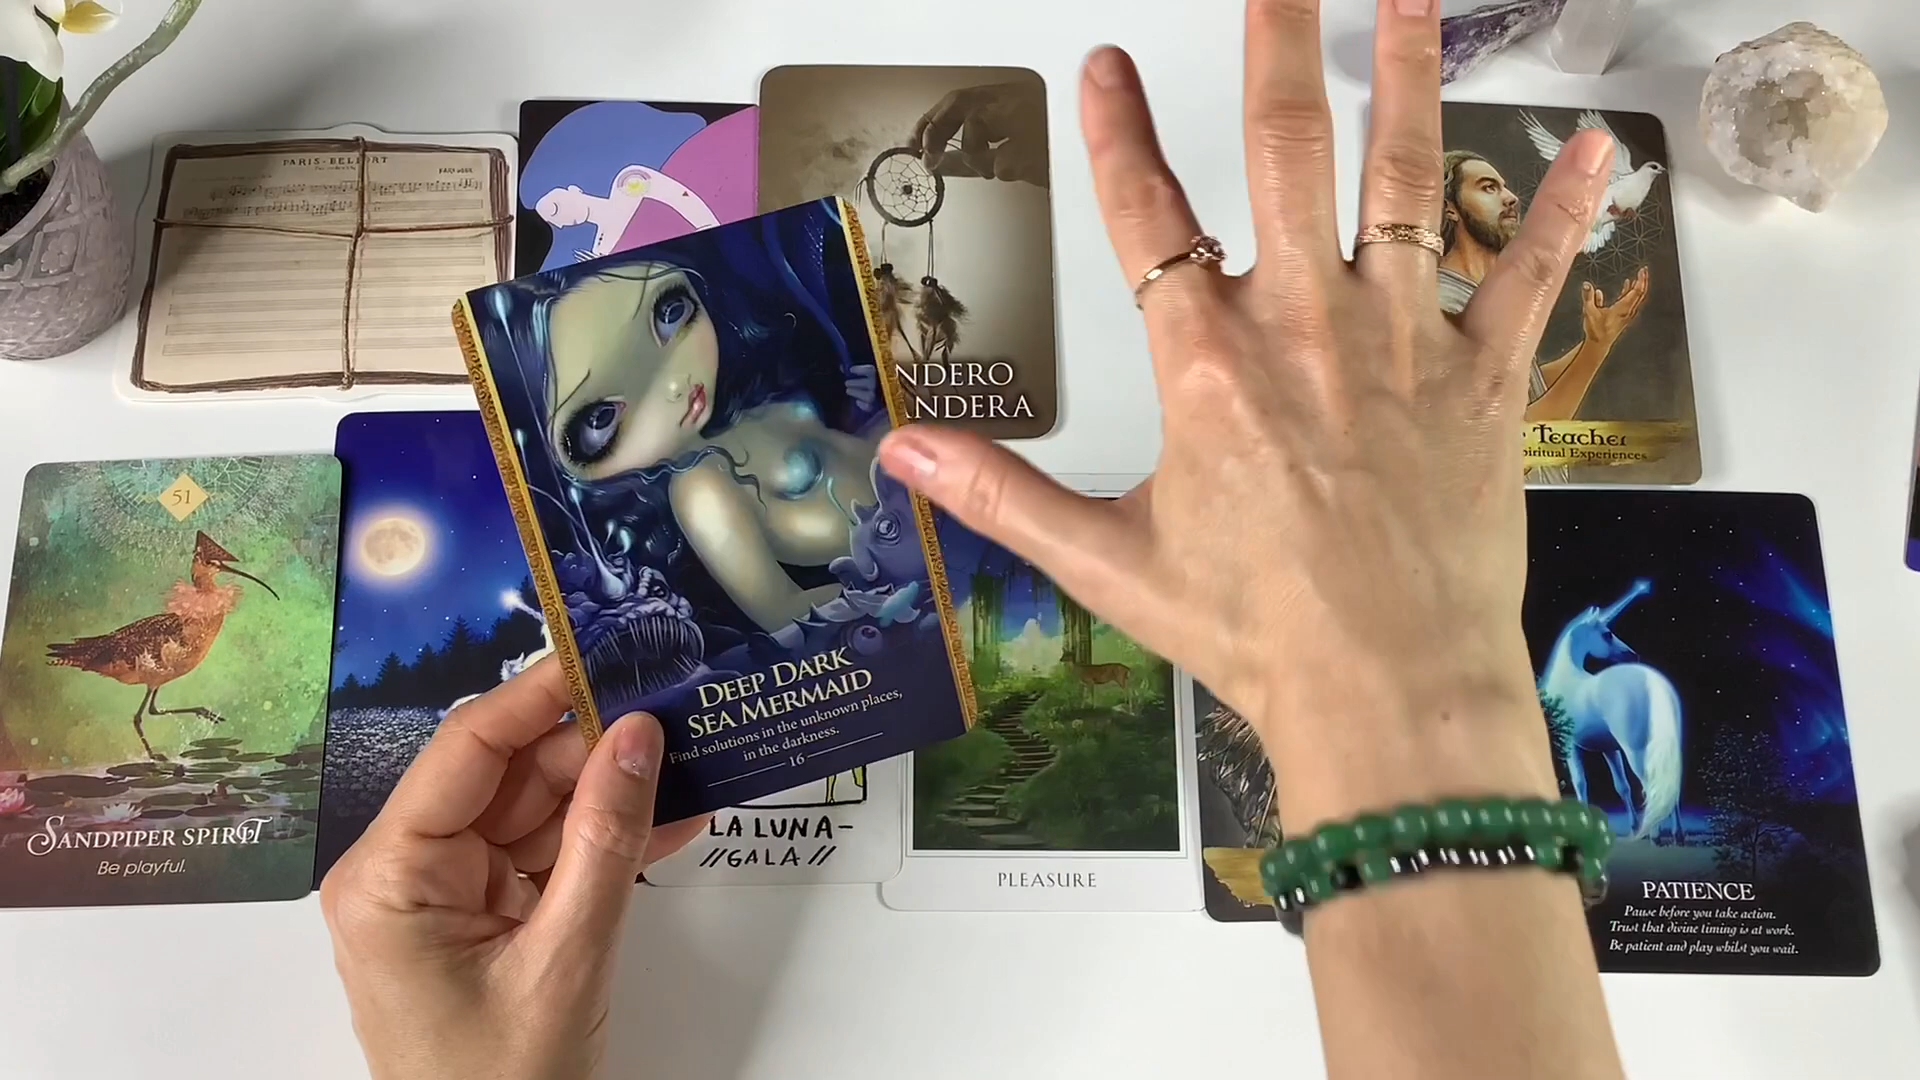 PARIS-BELFORT
FARIGOUL
NDERO
ANDERA
Teacher
piritual Experiences
51
SANDPIPER SPIRIT
Be playful.
DEEP DARK
SEA MERMAID
Find solutions in the unknown places,
in the darkness.
16
LA LUNA-
//GALA//
PLEASURE
PATIENCE
Pause before you take action.
Trust that divine timing is at work.
Be patient and play whilst you wait.